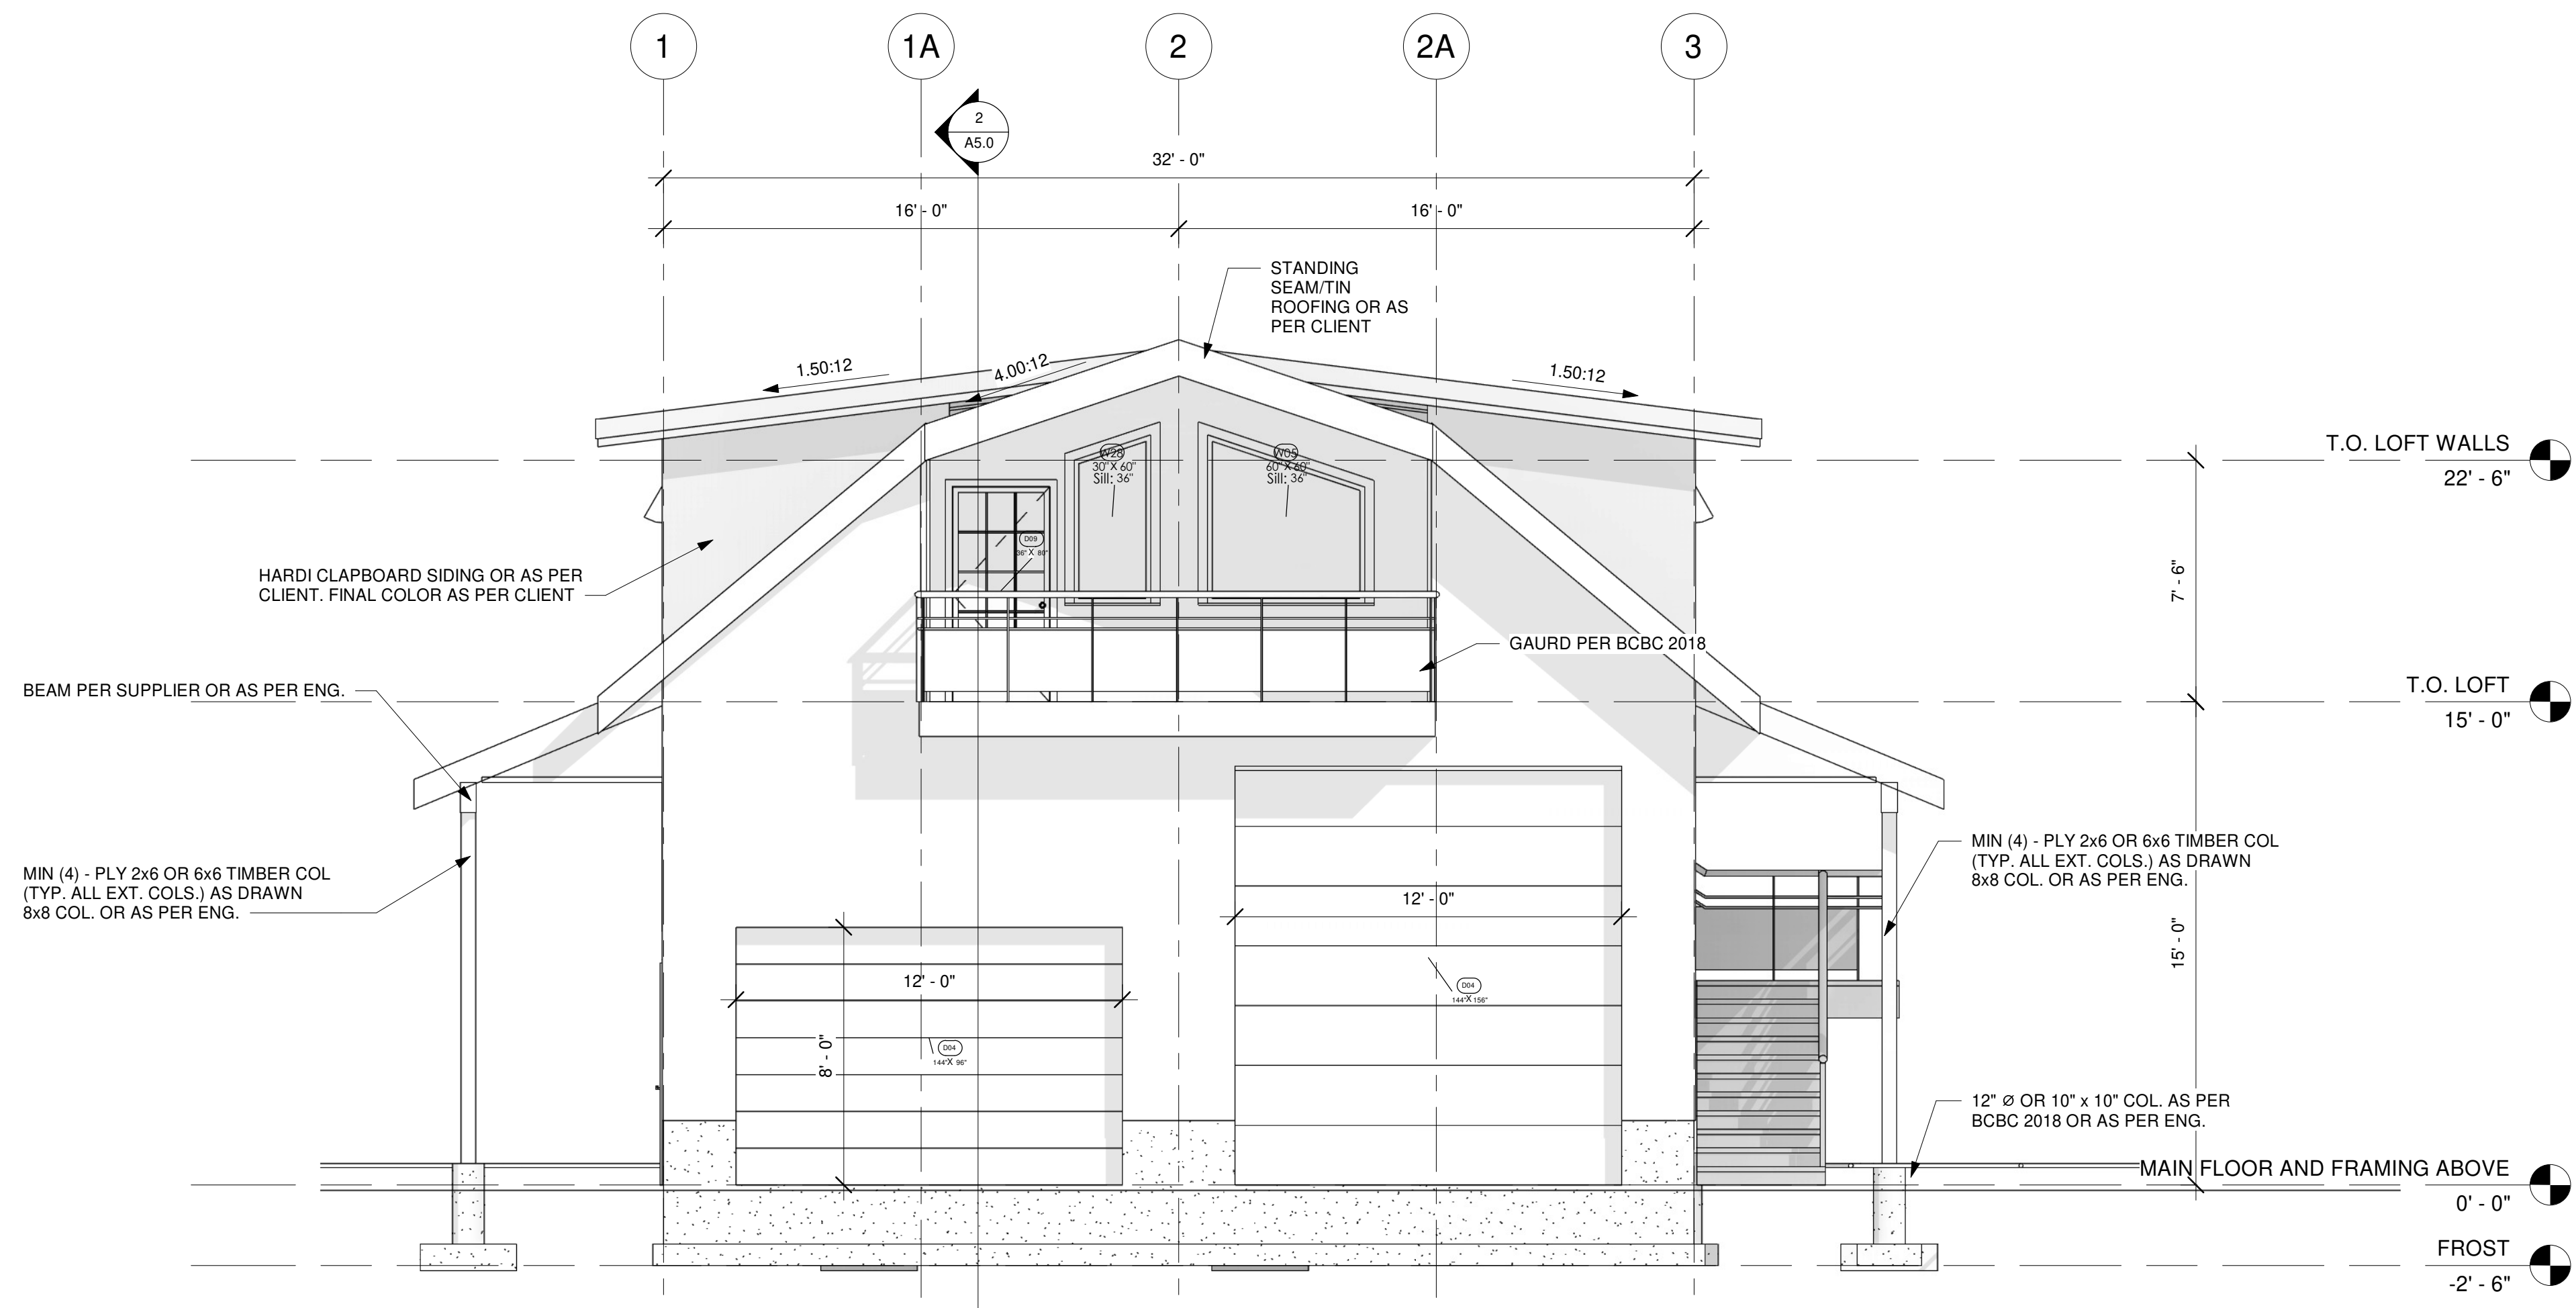 1
1A
2
2A
3
2
A5.0
32' - 0"
16' - 0"
16' - 0"
STANDING
SEAM/TIN
ROOFING OR AS
PER CLIENT
1.50:12
4.00:12
1.50:12
T.O. LOFT WALLS
22' - 6"
W28
30" X 60"
Sill: 36"
W05
60" X 60"
Sill: 36"
D09
36" X 80"
HARDI CLAPBOARD SIDING OR AS PER
CLIENT. FINAL COLOR AS PER CLIENT
7' - 6"
GAURD PER BCBC 2018
BEAM PER SUPPLIER OR AS PER ENG.
T.O. LOFT
15' - 0"
MIN (4) - PLY 2x6 OR 6x6 TIMBER COL
(TYP. ALL EXT. COLS.) AS DRAWN
8x8 COL. OR AS PER ENG.
MIN (4) - PLY 2x6 OR 6x6 TIMBER COL
(TYP. ALL EXT. COLS.) AS DRAWN
8x8 COL. OR AS PER ENG.
12' - 0"
15' - 0"
12' - 0"
D04
144" X 156"
8' - 0"
D04
144" X 96"
12" ⌀ OR 10" x 10" COL. AS PER
BCBC 2018 OR AS PER ENG.
MAIN FLOOR AND FRAMING ABOVE
0' - 0"
FROST
-2' - 6"